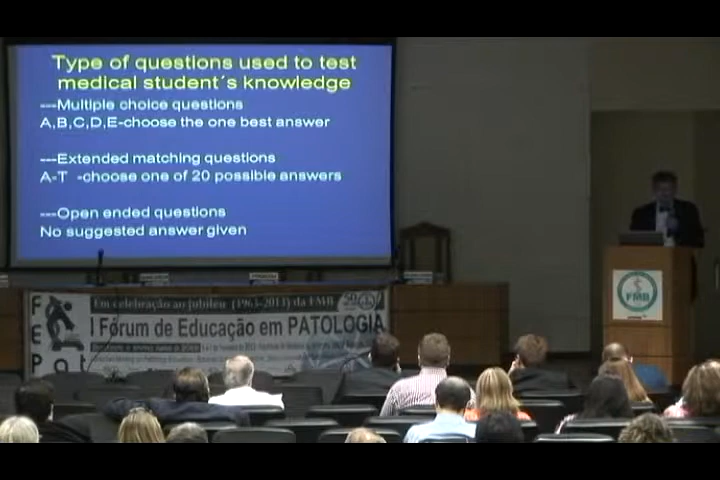 Type of questions used to test
medical student´s knowledge
---Multiple choice questions
A,B,C,D,E-choose the one best answer
---Extended matching questions
A-T -choose one of 20 possible answers
---Open ended questions
No suggested answer given
FMB
Em celebração ao jubileu (1963-2013) da FMB
I Fórum de Educação em PATOLOGIA
F
E
P a t